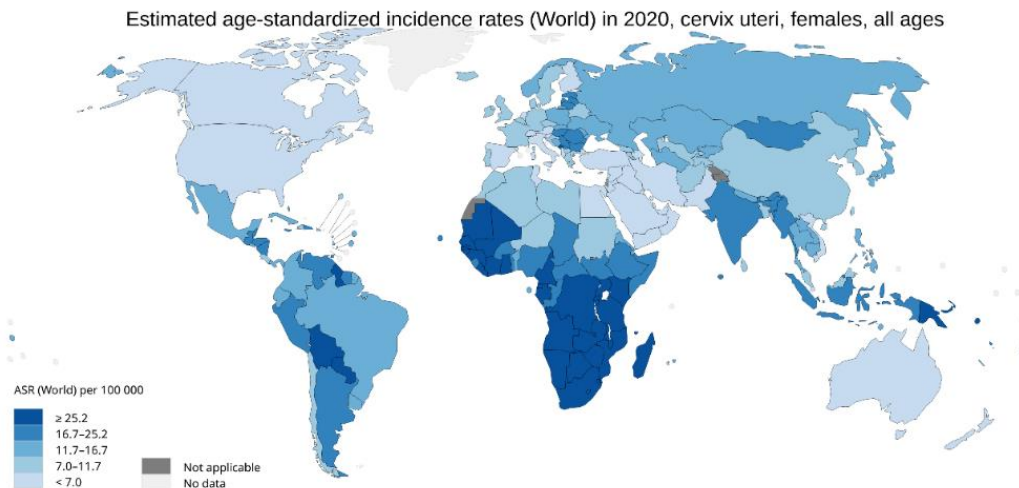 Estimated age-standardized incidence rates (World) in 2020, cervix uteri, females, all ages
ASR (World) per 100 000
≥ 25.2
16.7–25.2
11.7–16.7
7.0–11.7
< 7.0
Not applicable
No data